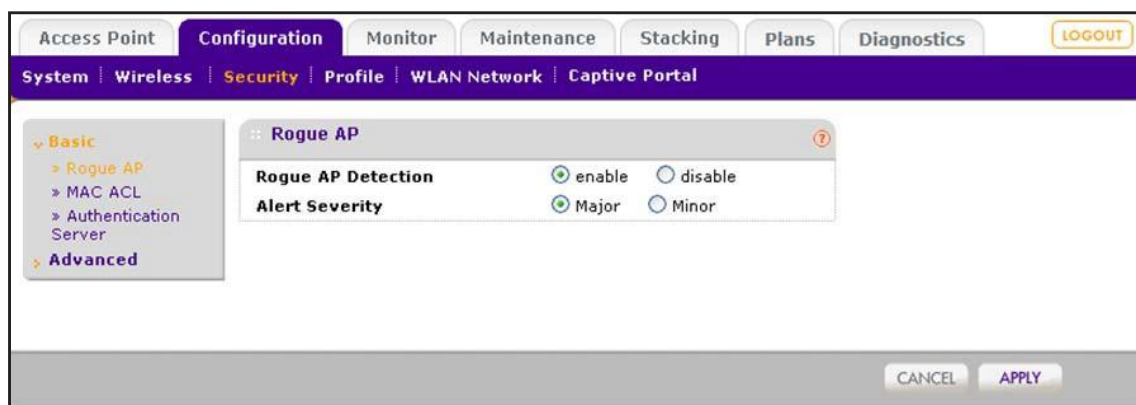 Access Point Configuration Monitor Maintenance Stacking Plans Diagnostics LOGOUT
System Wireless Security Profile WLAN Network Captive Portal
Basic
» Rogue AP
» MAC ACL
» Authentication
Server
Advanced
Rogue AP ?
Rogue AP Detection enable disable
Alert Severity Major Minor
CANCEL APPLY